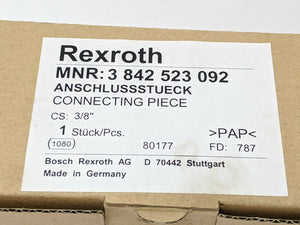 Rexroth
MNR: 3 842 523 092
ANSCHLUSSSTUECK
CONNECTING PIECE
CS: 3/8"
1 Stück/Pcs. >PAP<
1080 80177 FD: 787
Bosch Rexroth AG D 70442 Stuttgart
Made in Germany